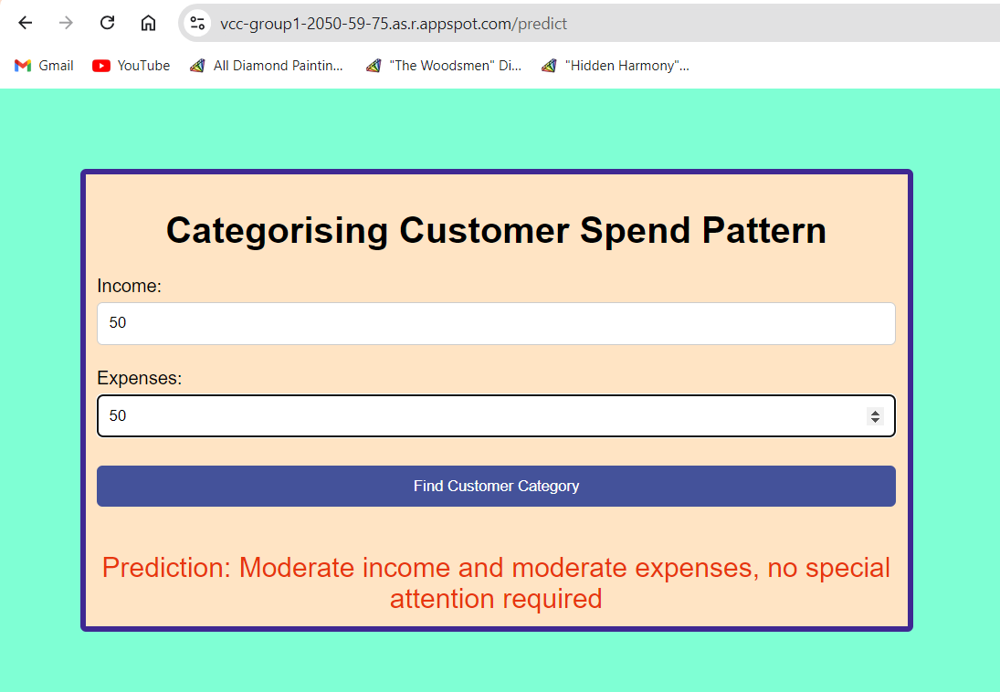 vcc-group1-2050-59-75.as.r.appspot.com/predict
Gmail YouTube All Diamond Paintin... "The Woodsmen" Di... "Hidden Harmony"...
Categorising Customer Spend Pattern
Income:
50
Expenses:
50
Find Customer Category
Prediction: Moderate income and moderate expenses, no special
attention required